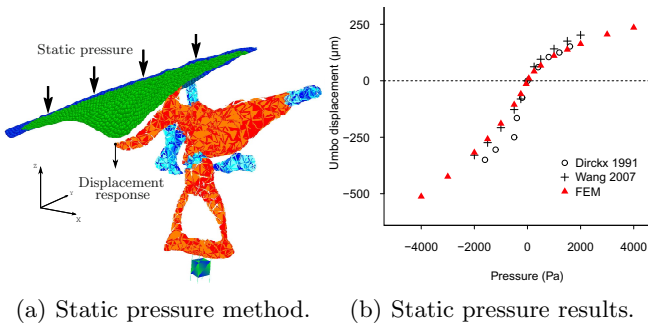 Static pressure
Displacement
response
Z
Y
X
Umbo displacement (μm)
250
0
−250
−500
Dirckx 1991
Wang 2007
FEM
−4000 −2000 0 2000 4000
Pressure (Pa)
(a) Static pressure method.
(b) Static pressure results.